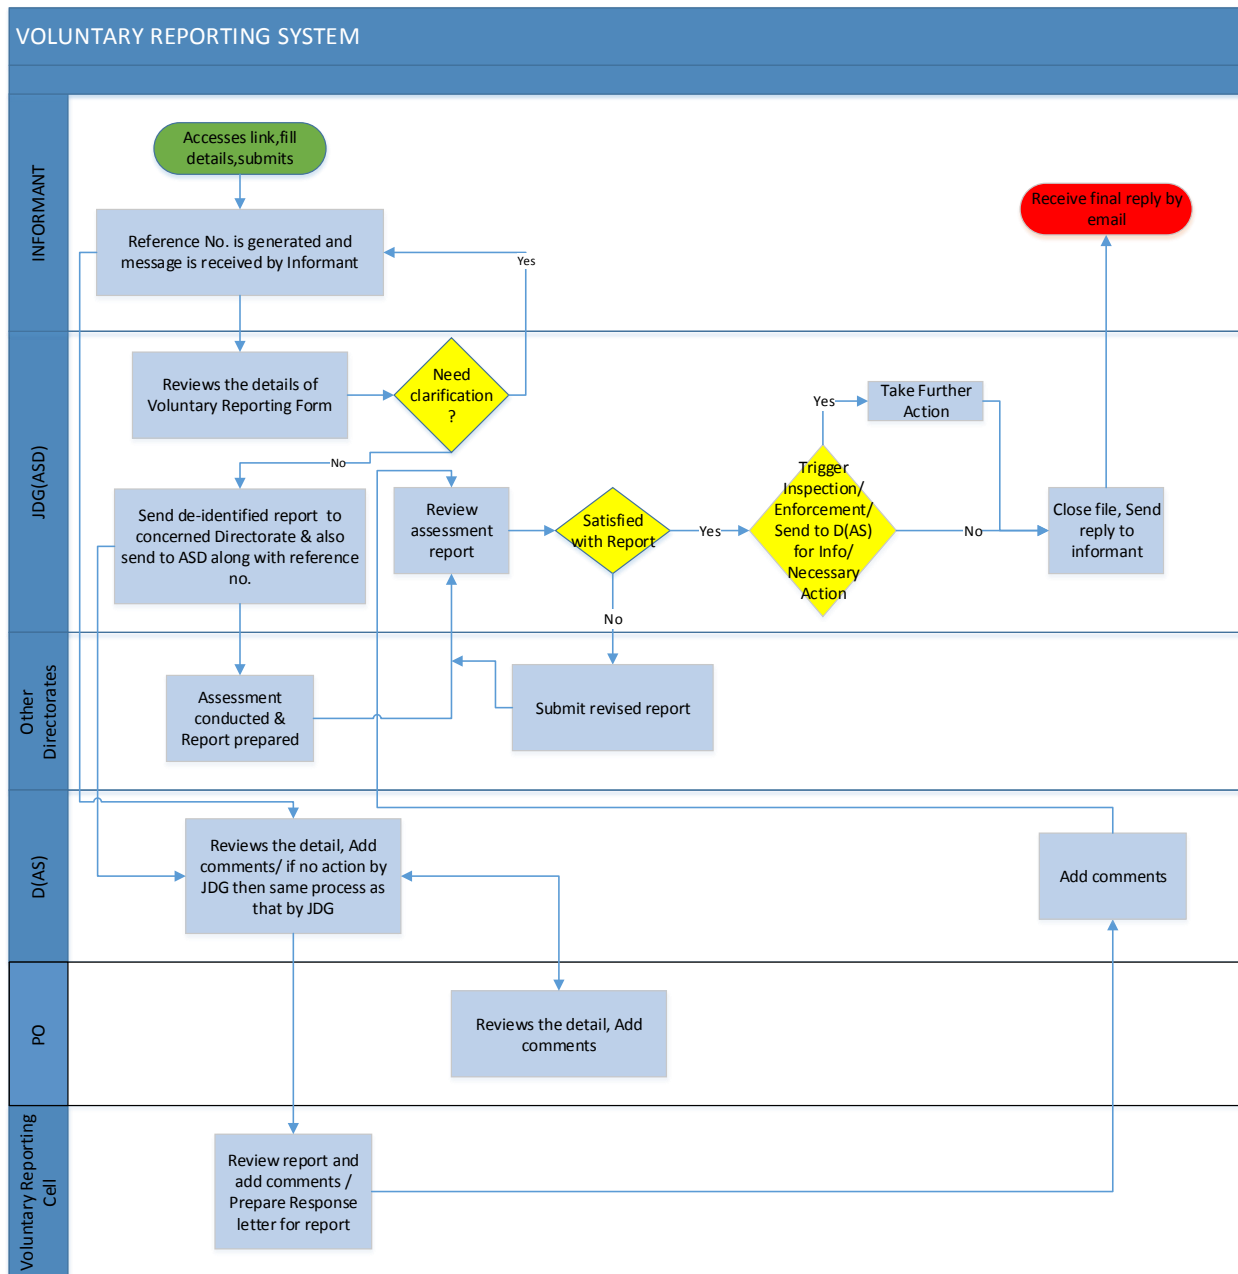 VOLUNTARY REPORTING SYSTEM
INFORMANT
Accesses link,fill
details,submits
Receive final reply by
email
Reference No. is generated and
message is received by Informant
Yes
JDG(ASD)
Reviews the details of
Voluntary Reporting Form
Need
clarification
?
Yes
Take Further
Action
No
Send de-identified report to
concerned Directorate & also
send to ASD along with reference
no.
Review
assessment
report
Satisfied
with Report
Yes
Trigger
Inspection/
Enforcement/
Send to D(AS)
for Info/
Necessary
Action
No
Close file, Send
reply to
informant
No
Other
Directorates
Assessment
conducted &
Report prepared
Submit revised report
D(AS)
Reviews the detail, Add
comments/ if no action by
JDG then same process as
that by JDG
Add comments
PO
Reviews the detail, Add
comments
Voluntary Reporting
Cell
Review report and
add comments /
Prepare Response
letter for report